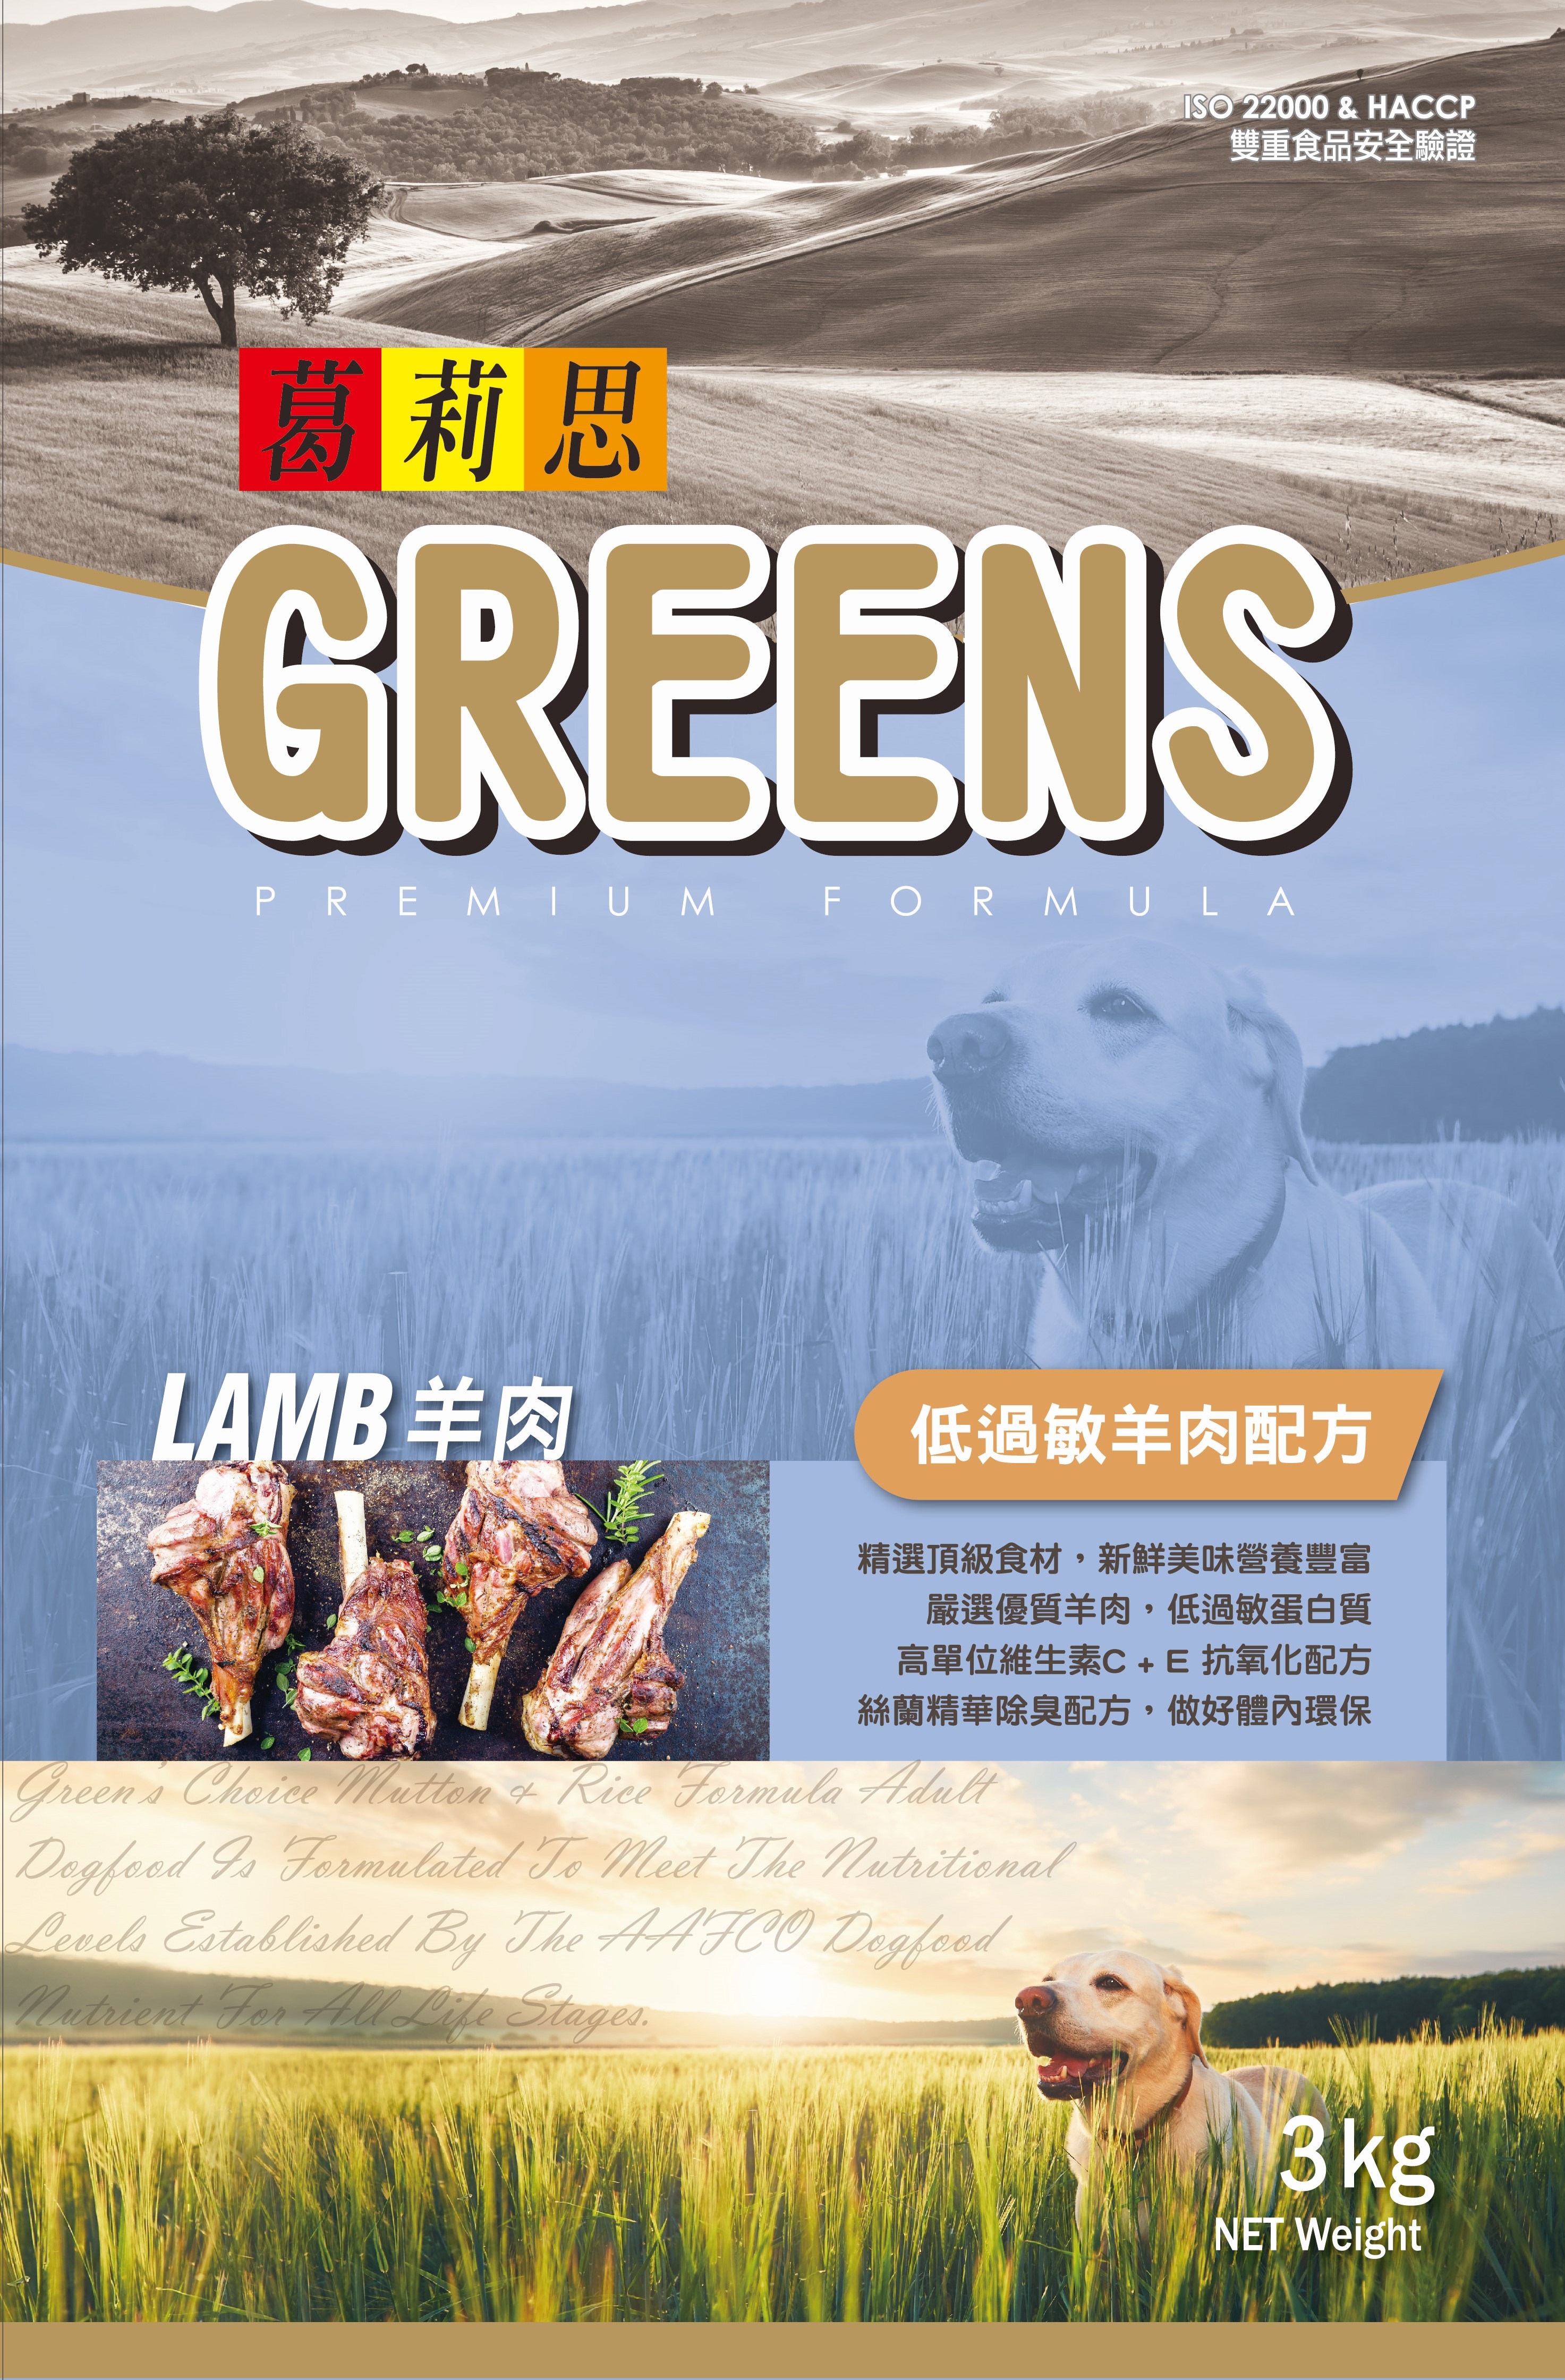 ISO 22000 & HACCP
雙重食品安全驗證
葛莉思
GREENS
PREMIUM FORMULA
LAMB羊肉
低過敏羊肉配方
精選頂級食材，新鮮美味營養豐富
嚴選優質羊肉，低過敏蛋白質
高單位維生素C + E 抗氧化配方
絲蘭精華除臭配方，做好體內環保
Green's Choice Mutton & Rice Formula Adult
Dogfood Is Formulated To Meet The Nutritional
Levels Established By The AAFCO Dogfood
Nutrient For All Life Stages.
3kg
NET Weight